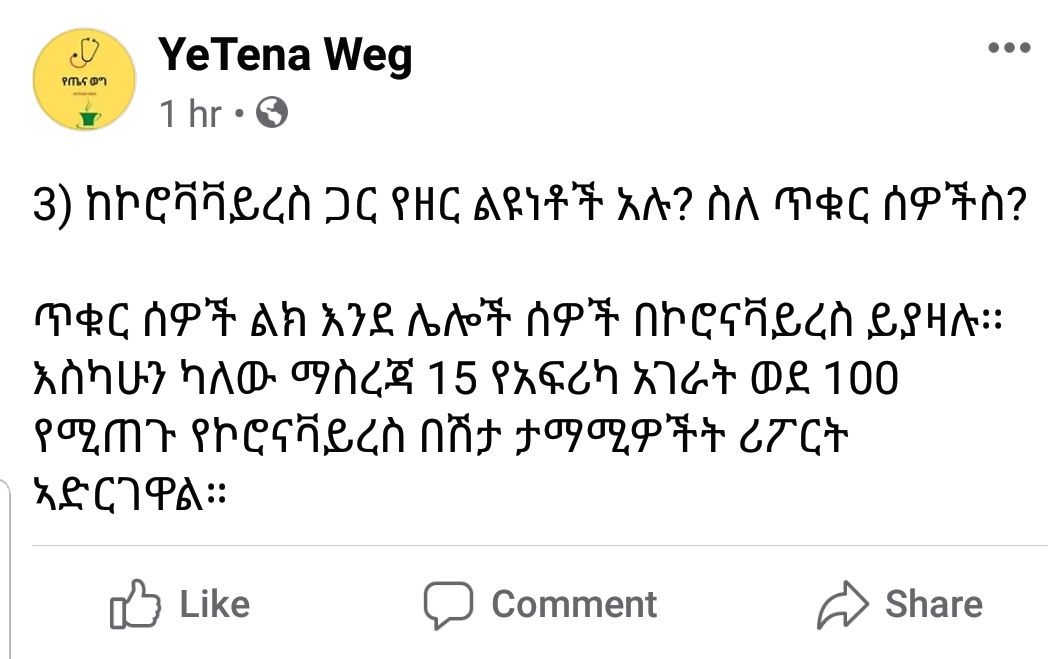 YeTena Weg
1 hr •
የጤና ወግ
3) ከኮሮቫቫይረስ ጋር የዘር ልዩነቶች አሉ? ስለ ጥቁር ሰዎችስ?
ጥቁር ሰዎች ልክ እንደ ሌሎች ሰዎች በኮሮናቫይረስ ይያዛሉ።
እስካሁን ካለው ማስረጃ 15 የአፍሪካ አገራት ወደ 100
የሚጠጉ የኮሮናቫይረስ በሽታ ታማሚዎችት ሪፖርት
ኣድርገዋል።
Like
Comment
Share